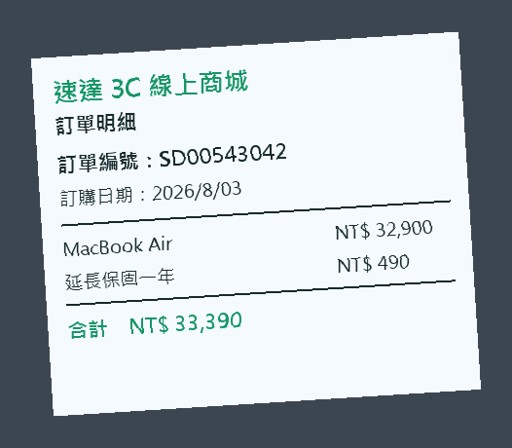 速達 3C 線上商城
訂單明細
訂單編號：SD00543042
訂購日期：2026/8/03
MacBook Air NT$ 32,900
延長保固一年 NT$ 490
合計 NT$ 33,390